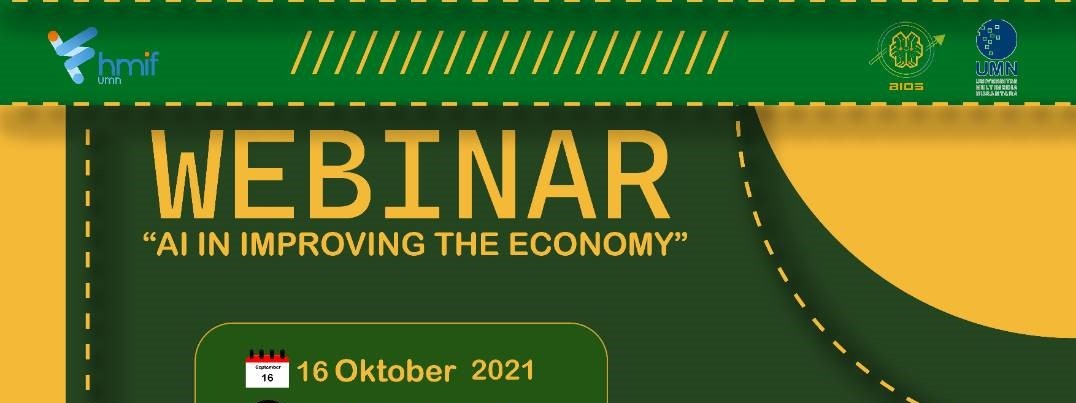 hmif
umn
BIOS
UMN
UNIVERSITAS
MULTIMEDIA
NUSANTARA
WEBINAR
“AI IN IMPROVING THE ECONOMY”
September
16
16 Oktober 2021